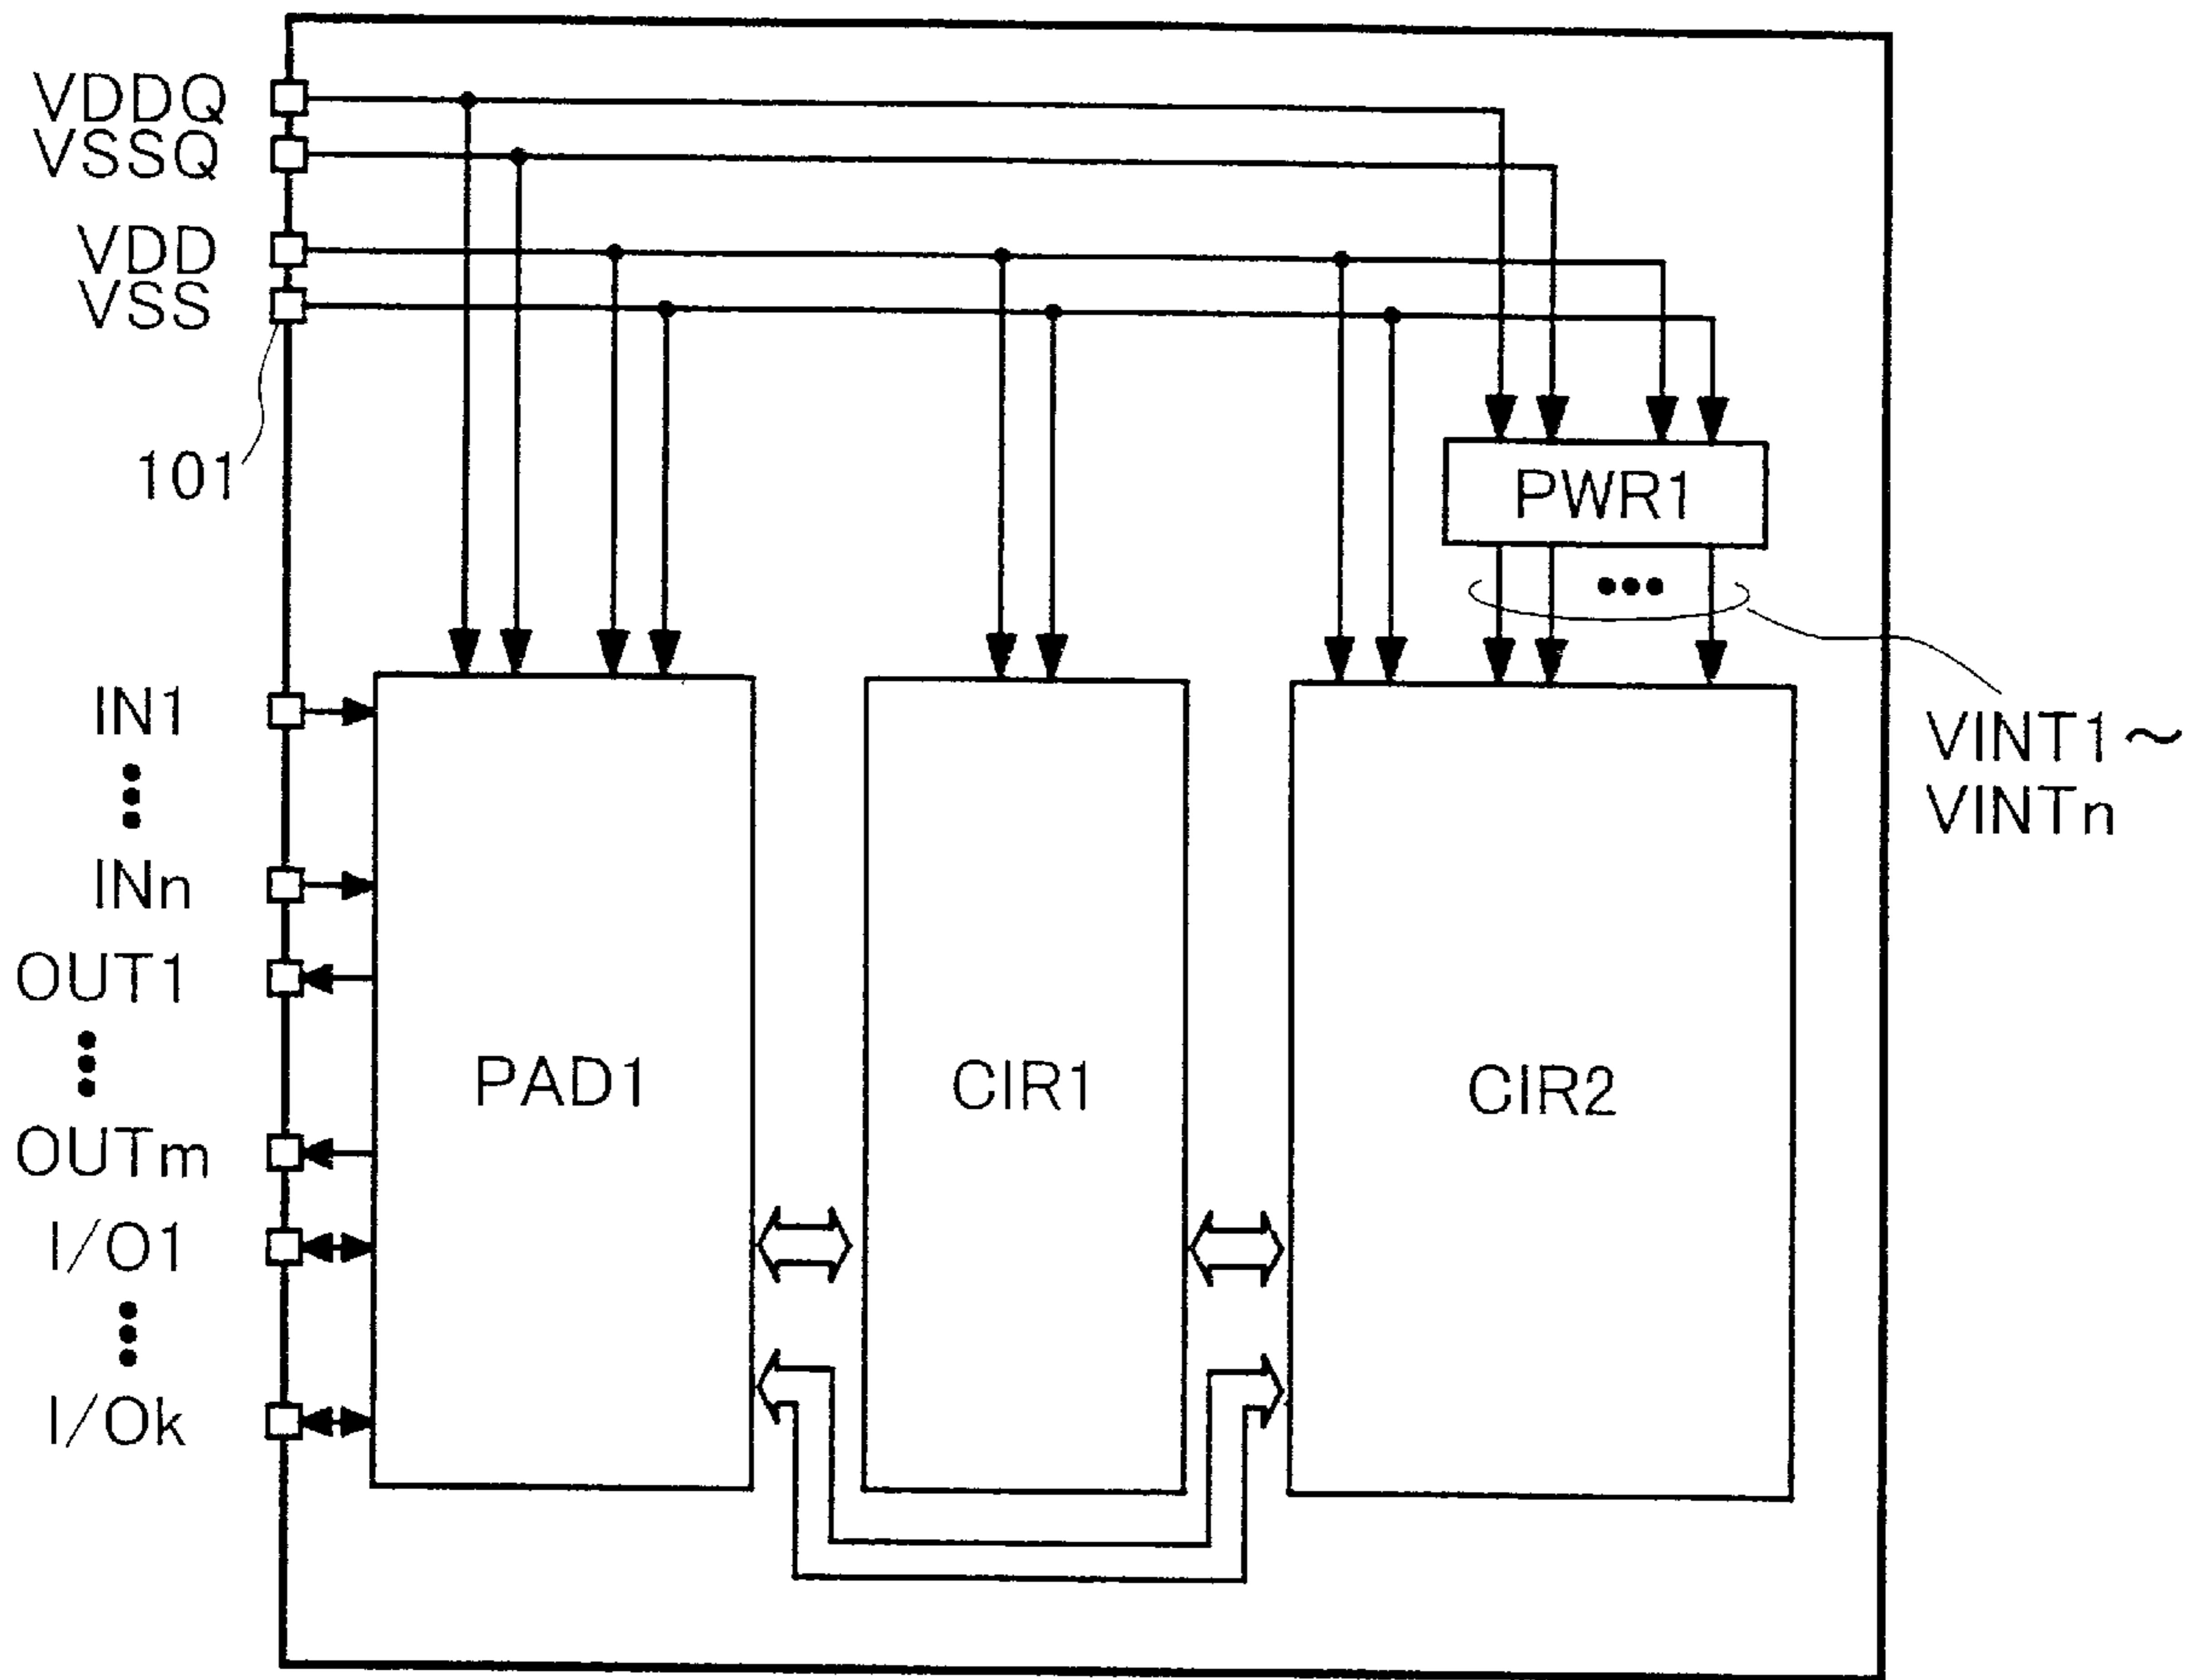 VDDQ
VSSQ
VDD
VSS
101
PWR1
IN1
INn
OUT1
OUTm
I/O1
I/Ok
PAD1
CIR1
CIR2
VINT1~
VINTn